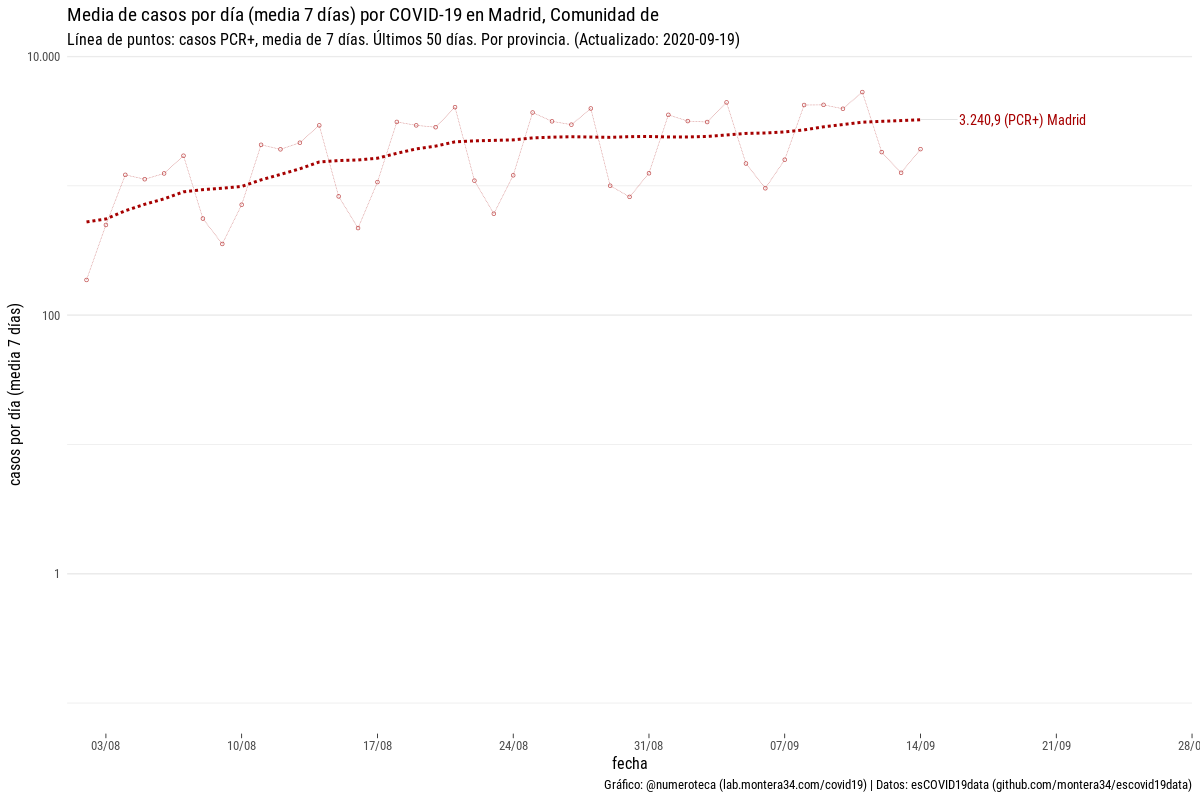 Media de casos por día (media 7 días) por COVID-19 en Madrid, Comunidad de
Línea de puntos: casos PCR+, media de 7 días. Últimos 50 días. Por provincia. (Actualizado: 2020-09-19)
10.000
3.240,9 (PCR+) Madrid
100
casos por día (media 7 días)
1
03/08 10/08 17/08 24/08 31/08 07/09 14/09 21/09 28/0
fecha
Gráfico: @numeroteca (lab.montera34.com/covid19) | Datos: esCOVID19data (github.com/montera34/escovid19data)